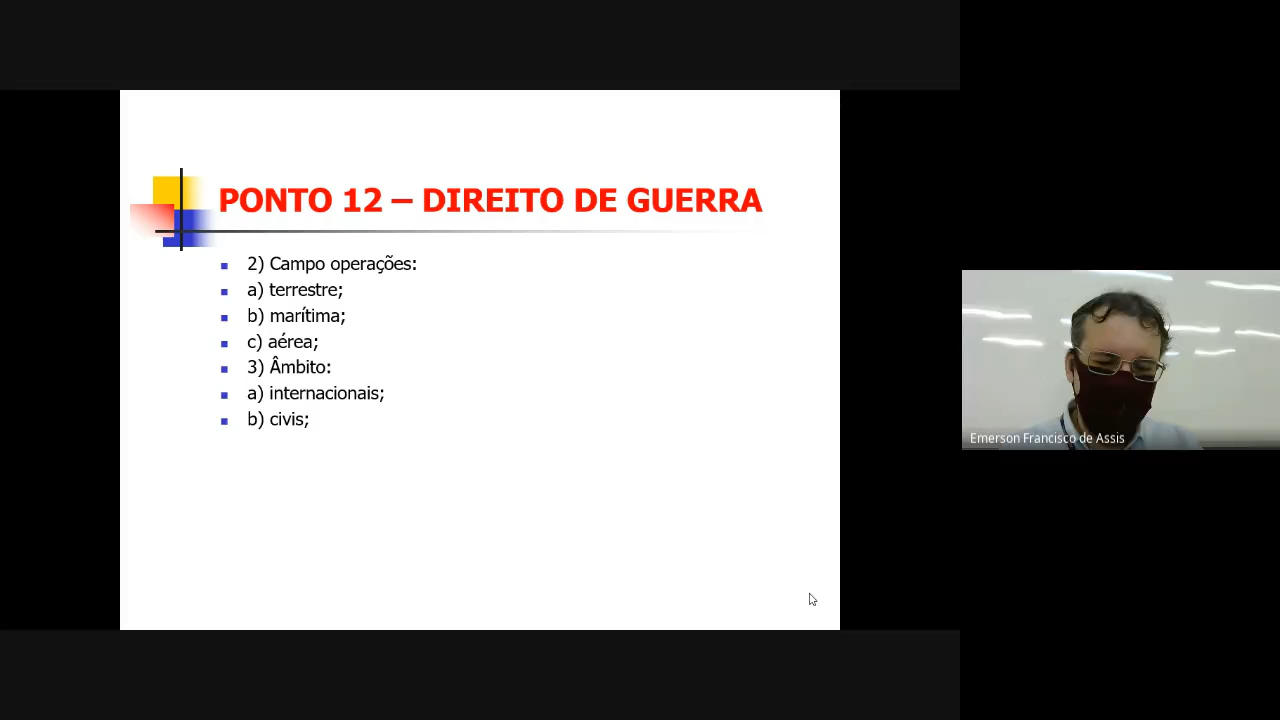 PONTO 12 – DIREITO DE GUERRA
2) Campo operações:
a) terrestre;
b) marítima;
c) aérea;
3) Âmbito:
a) internacionais;
b) civis;
Emerson Francisco de Assis